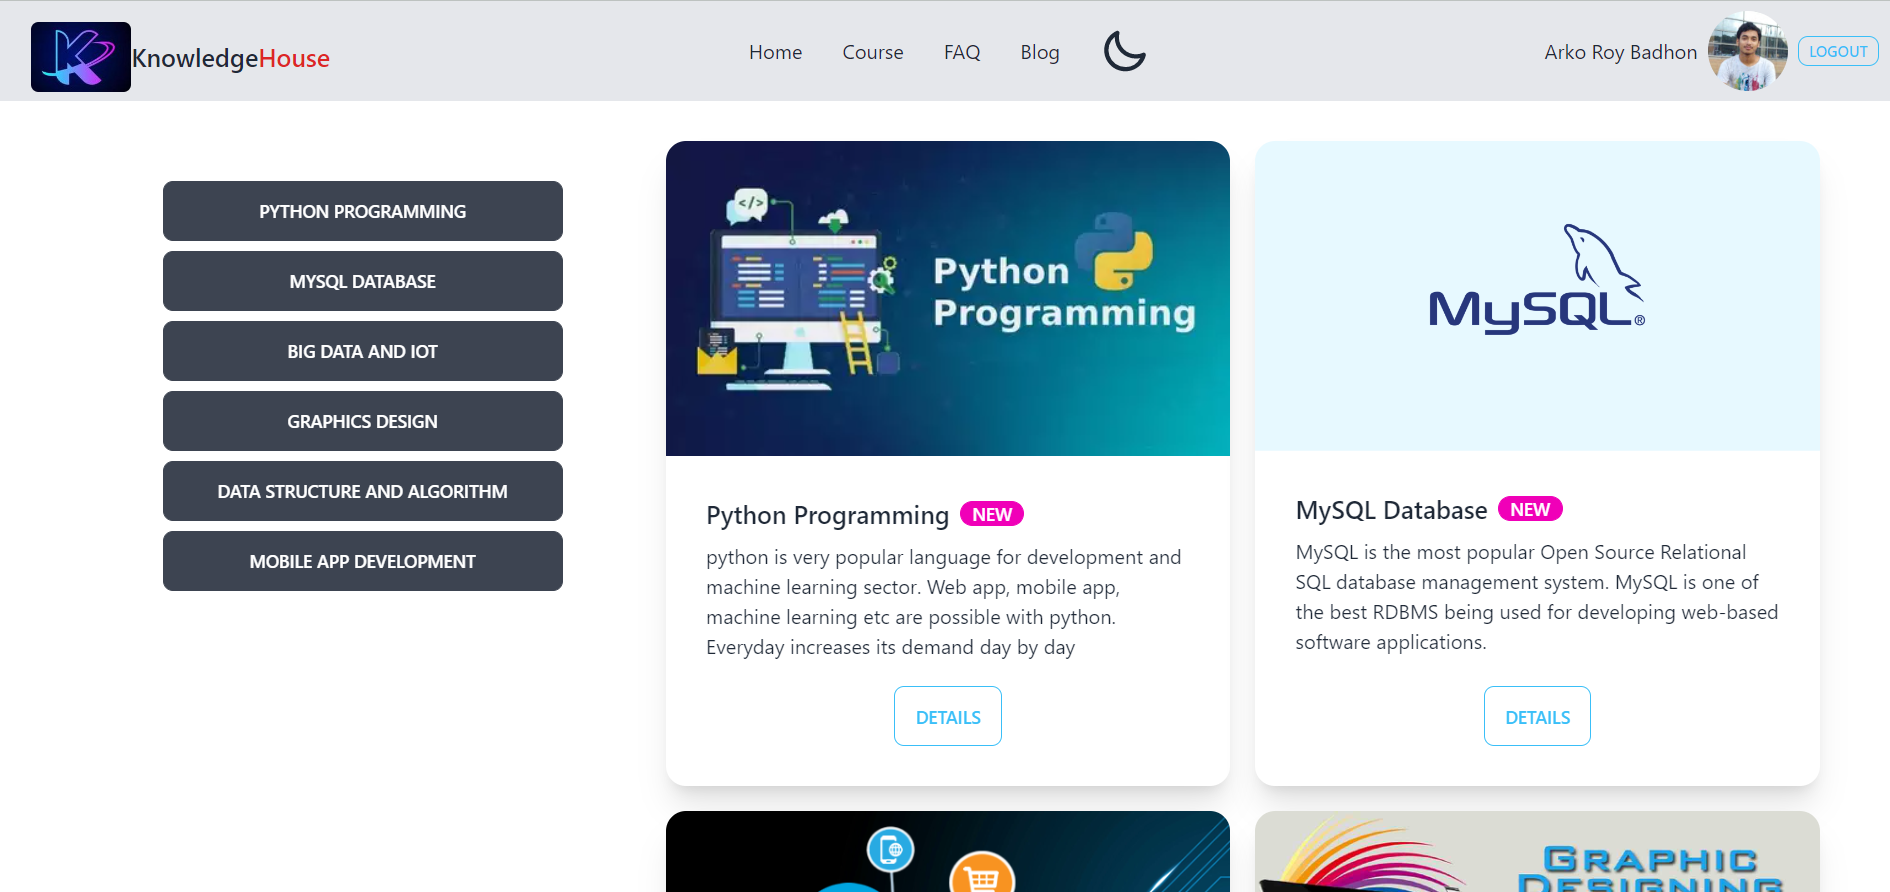 KnowledgeHouse
Home Course FAQ Blog
Arko Roy Badhon LOGOUT
PYTHON PROGRAMMING
MYSQL DATABASE
BIG DATA AND IOT
GRAPHICS DESIGN
DATA STRUCTURE AND ALGORITHM
MOBILE APP DEVELOPMENT
</>
Python
Programming
Python Programming NEW
python is very popular language for development and
machine learning sector. Web app, mobile app,
machine learning etc are possible with python.
Everyday increases its demand day by day
DETAILS
MySQL®
MySQL Database NEW
MySQL is the most popular Open Source Relational
SQL database management system. MySQL is one of
the best RDBMS being used for developing web-based
software applications.
DETAILS
GRAPHIC
DESIGNING